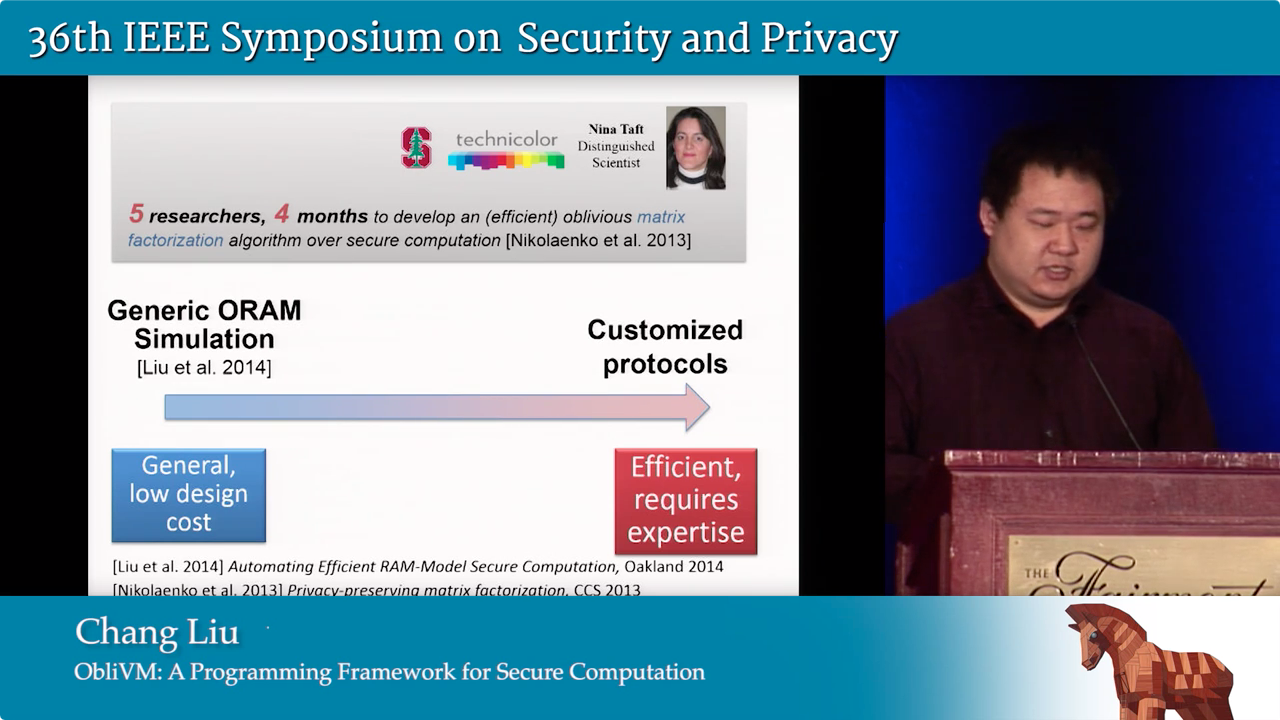 36th IEEE Symposium on Security and Privacy
technicolor
Nina Taft
Distinguished
Scientist
5 researchers, 4 months to develop an (efficient) oblivious matrix
factorization algorithm over secure computation [Nikolaenko et al. 2013]
Generic ORAM
Simulation
[Liu et al. 2014]
Customized
protocols
General,
low design
cost
Efficient,
requires
expertise
[Liu et al. 2014] Automating Efficient RAM-Model Secure Computation, Oakland 2014
[Nikolaenko et al. 2013] Privacy-preserving matrix factorization, CCS 2013
THE Fairmont
Chang Liu
ObliVM: A Programming Framework for Secure Computation